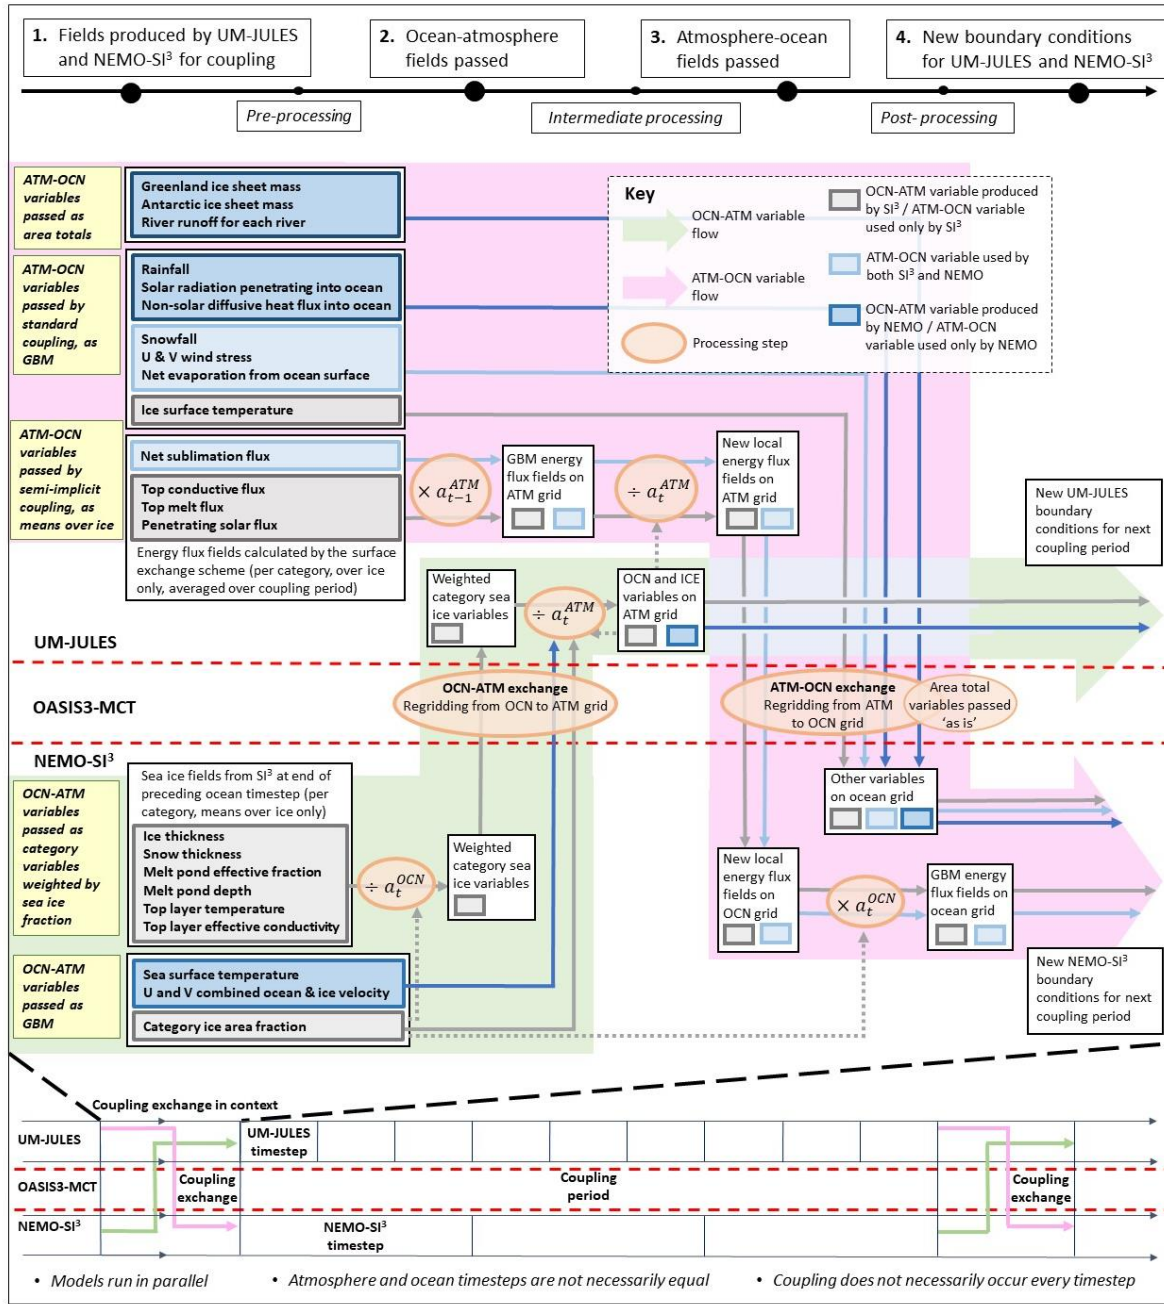 1. Fields produced by UM-JULES
and NEMO-SI³ for coupling
2. Ocean-atmosphere
fields passed
3. Atmosphere-ocean
fields passed
4. New boundary conditions
for UM-JULES and NEMO-SI³
Pre-processing
Intermediate processing
Post- processing
ATM-OCN
variables
passed as
area totals
Greenland ice sheet mass
Antarctic ice sheet mass
River runoff for each river
ATM-OCN
variables
passed by
standard
coupling, as
GBM
Rainfall
Solar radiation penetrating into ocean
Non-solar diffusive heat flux into ocean
Snowfall
U & V wind stress
Net evaporation from ocean surface
Ice surface temperature
Key
OCN-ATM variable
flow
ATM-OCN variable
flow
Processing step
OCN-ATM variable produced
by SI³ / ATM-OCN variable
used only by SI³
ATM-OCN variable used by
both SI³ and NEMO
OCN-ATM variable produced
by NEMO / ATM-OCN
variable used only by NEMO
ATM-OCN
variables
passed by
semi-implicit
coupling, as
means over ice
Net sublimation flux
Top conductive flux
Top melt flux
Penetrating solar flux
Energy flux fields calculated by the surface
exchange scheme (per category, over ice
only, averaged over coupling period)
× a_{t−1}^{ATM}
GBM energy
flux fields on
ATM grid
÷ a_t^{ATM}
New local
energy flux
fields on
ATM grid
New UM-JULES
boundary
conditions for next
coupling period
Weighted
category sea
ice variables
÷ a_t^{ATM}
OCN and ICE
variables on
ATM grid
UM-JULES
OASIS3-MCT
OCN-ATM exchange
Regridding from OCN to ATM grid
ATM-OCN exchange
Regridding from ATM
to OCN grid
Area total
variables passed
'as is'
NEMO-SI³
OCN-ATM
variables
passed as
category
variables
weighted by
sea ice
fraction
Sea ice fields from SI³ at end of
preceding ocean timestep (per
category, means over ice only)
Ice thickness
Snow thickness
Melt pond effective fraction
Melt pond depth
Top layer temperature
Top layer effective conductivity
÷ a_t^{OCN}
Weighted
category sea
ice variables
Other variables
on ocean grid
New local
energy flux
fields on
OCN grid
× a_t^{OCN}
GBM energy
flux fields on
ocean grid
OCN-ATM
variables
passed as
GBM
Sea surface temperature
U and V combined ocean & ice velocity
Category ice area fraction
New NEMO-SI³
boundary
conditions for next
coupling period
Coupling exchange in context
UM-JULES
UM-JULES
timestep
OASIS3-MCT
Coupling
exchange
Coupling
period
Coupling
exchange
NEMO-SI³
NEMO-SI³
timestep
• Models run in parallel
• Atmosphere and ocean timesteps are not necessarily equal
• Coupling does not necessarily occur every timestep